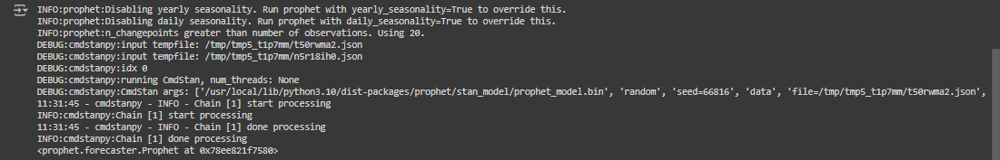 INFO:prophet:Disabling yearly seasonality. Run prophet with yearly_seasonality=True to override this.
INFO:prophet:Disabling daily seasonality. Run prophet with daily_seasonality=True to override this.
INFO:prophet:n_changepoints greater than number of observations. Using 20.
DEBUG:cmdstanpy:input tempfile: /tmp/tmp5_t1p7mm/t50rwma2.json
DEBUG:cmdstanpy:input tempfile: /tmp/tmp5_t1p7mm/n5r18ih0.json
DEBUG:cmdstanpy:idx 0
DEBUG:cmdstanpy:running CmdStan, num_threads: None
DEBUG:cmdstanpy:CmdStan args: ['/usr/local/lib/python3.10/dist-packages/prophet/stan_model/prophet_model.bin', 'random', 'seed=66816', 'data', 'file=/tmp/tmp5_t1p7mm/t50rwma2.json',
11:31:45 - cmdstanpy - INFO - Chain [1] start processing
INFO:cmdstanpy:Chain [1] start processing
11:31:45 - cmdstanpy - INFO - Chain [1] done processing
INFO:cmdstanpy:Chain [1] done processing
<prophet.forecaster.Prophet at 0x78ee821f7580>